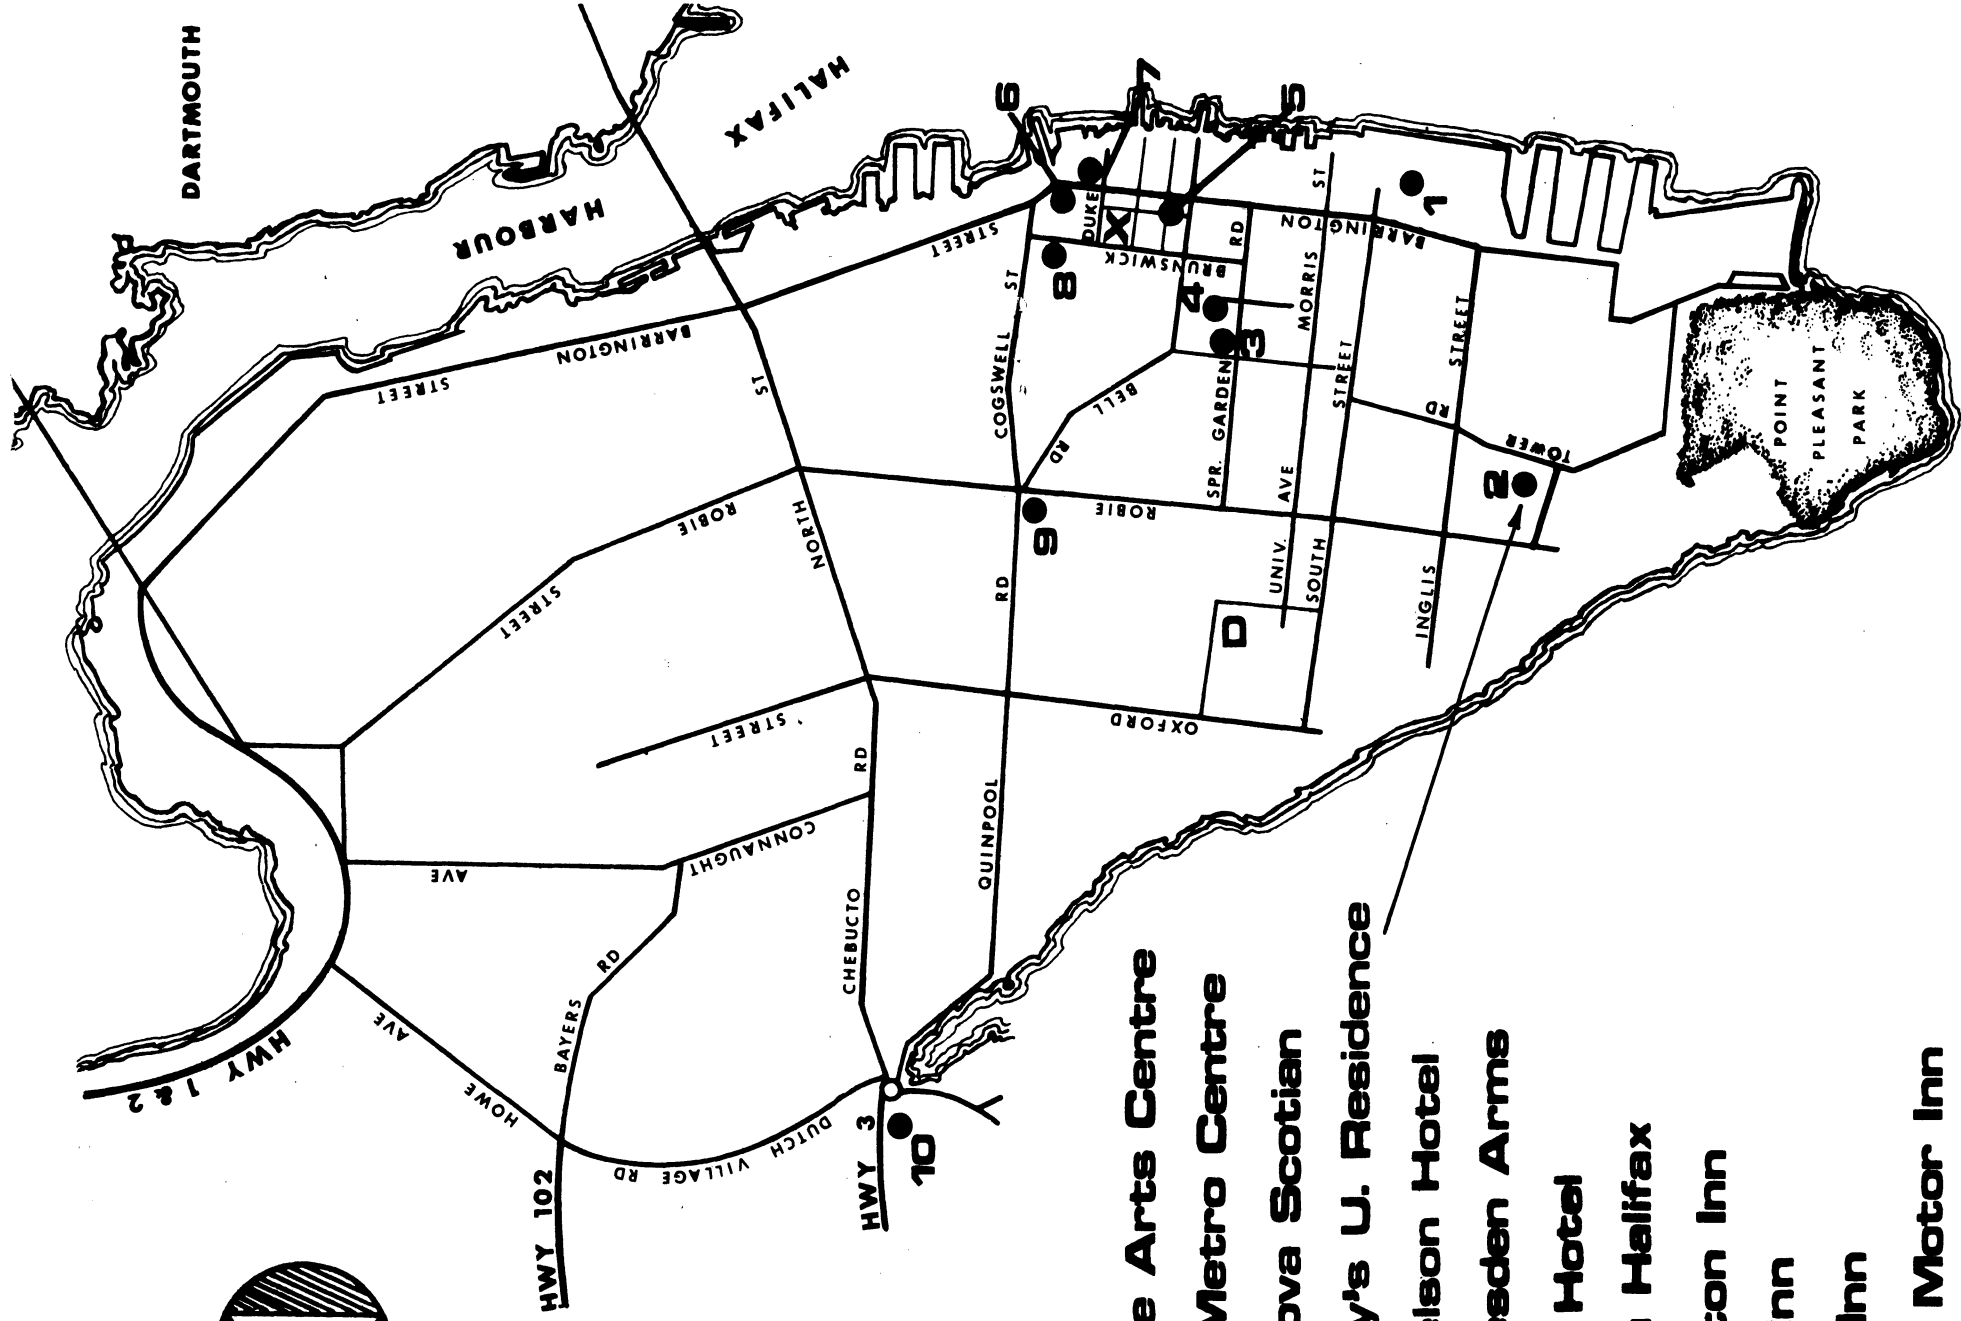 DARTMOUTH
HALIFAX
HARBOUR
6
7
5
1
STREET
BARRINGTON
STREET
ST
NORTH
ROBIE
STREET
STREET
COGSWELL ST
DUKE
X
8
BRUNSWICK
4
3
BELL
RD
SPR. GARDEN RD
MORRIS ST
BARRINGTON
STREET
STREET
RD
TOWER
2
POINT
PLEASANT
PARK
9
ROBIE
RD
UNIV. AVE
SOUTH
INGLIS
D
OXFORD
QUINPOOL
RD
CHEBUCTO
CONNAUGHT
AVE
RD
BAYERS
AVE
HOWE
HWY 1 & 2
DUTCH VILLAGE RD
HWY 102
HWY 3
10
e Arts Centre
Metro Centre
ova Scotian
y's U. Residence
elson Hotel
sden Arms
Hotel
Halifax
ton Inn
nn
Inn
Motor Inn